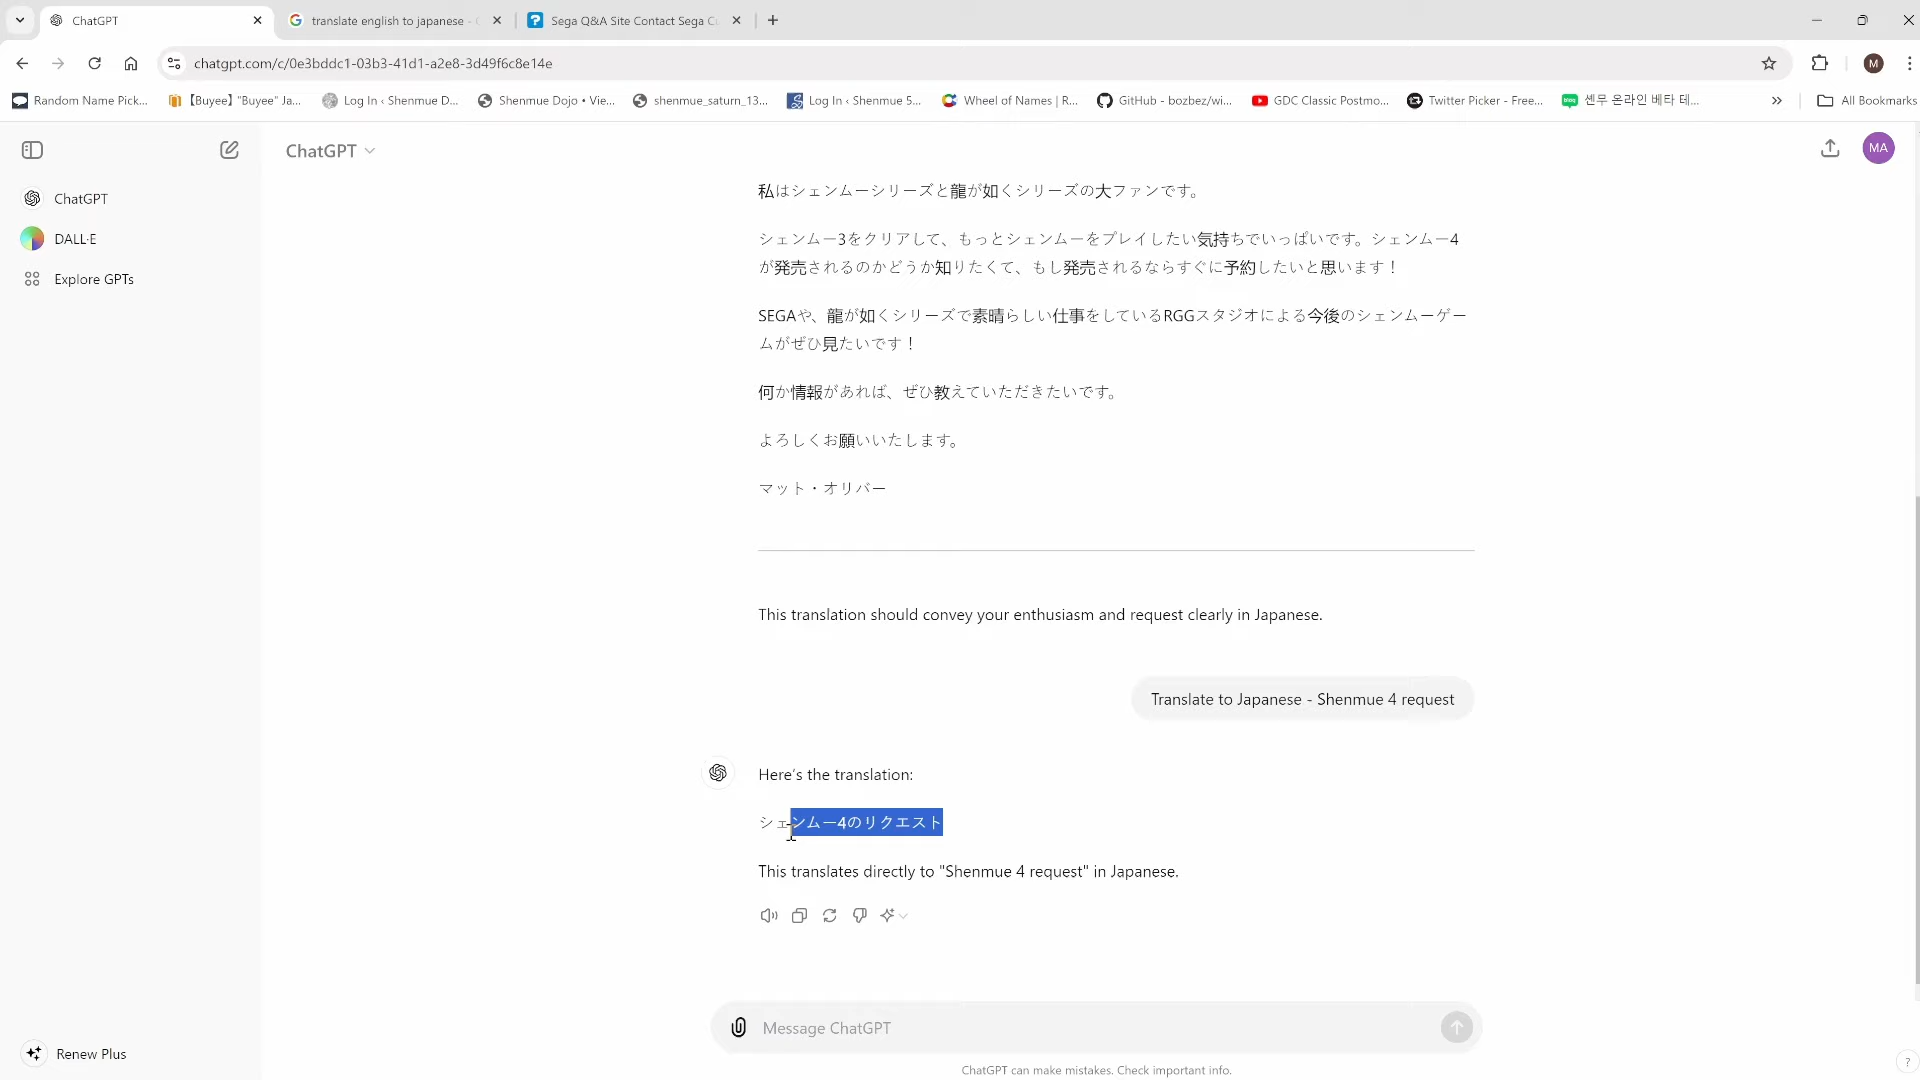 ChatGPT
translate english to japanese -
Sega Q&A Site Contact Sega C
chatgpt.com/c/0e3bddc1-03b3-41d1-a2e8-3d49f6c8e14e
M
Random Name Pick...
【Buyee】 "Buyee" Ja...
Log In ‹ Shenmue D...
Shenmue Dojo • Vie...
shenmue_saturn_13...
Log In ‹ Shenmue 5...
Wheel of Names | R...
GitHub - bozbez/wi...
GDC Classic Postmo...
Twitter Picker - Free...
센무 온라인 베타 테...
All Bookmarks
ChatGPT
MA
ChatGPT
DALL·E
Explore GPTs
私はシェンムーシリーズと龍が如くシリーズの大ファンです。
シェンムー3をクリアして、もっとシェンムーをプレイしたい気持ちでいっぱいです。シェンムー4
が発売されるのかどうか知りたくて、もし発売されるならすぐに予約したいと思います！
SEGAや、龍が如くシリーズで素晴らしい仕事をしているRGGスタジオによる今後のシェンムーゲー
ムがぜひ見たいです！
何か情報があれば、ぜひ教えていただきたいです。
よろしくお願いいたします。
マット・オリバー
This translation should convey your enthusiasm and request clearly in Japanese.
Translate to Japanese - Shenmue 4 request
Here's the translation:
シェンムー4のリクエスト
This translates directly to "Shenmue 4 request" in Japanese.
Message ChatGPT
Renew Plus
ChatGPT can make mistakes. Check important info.
?